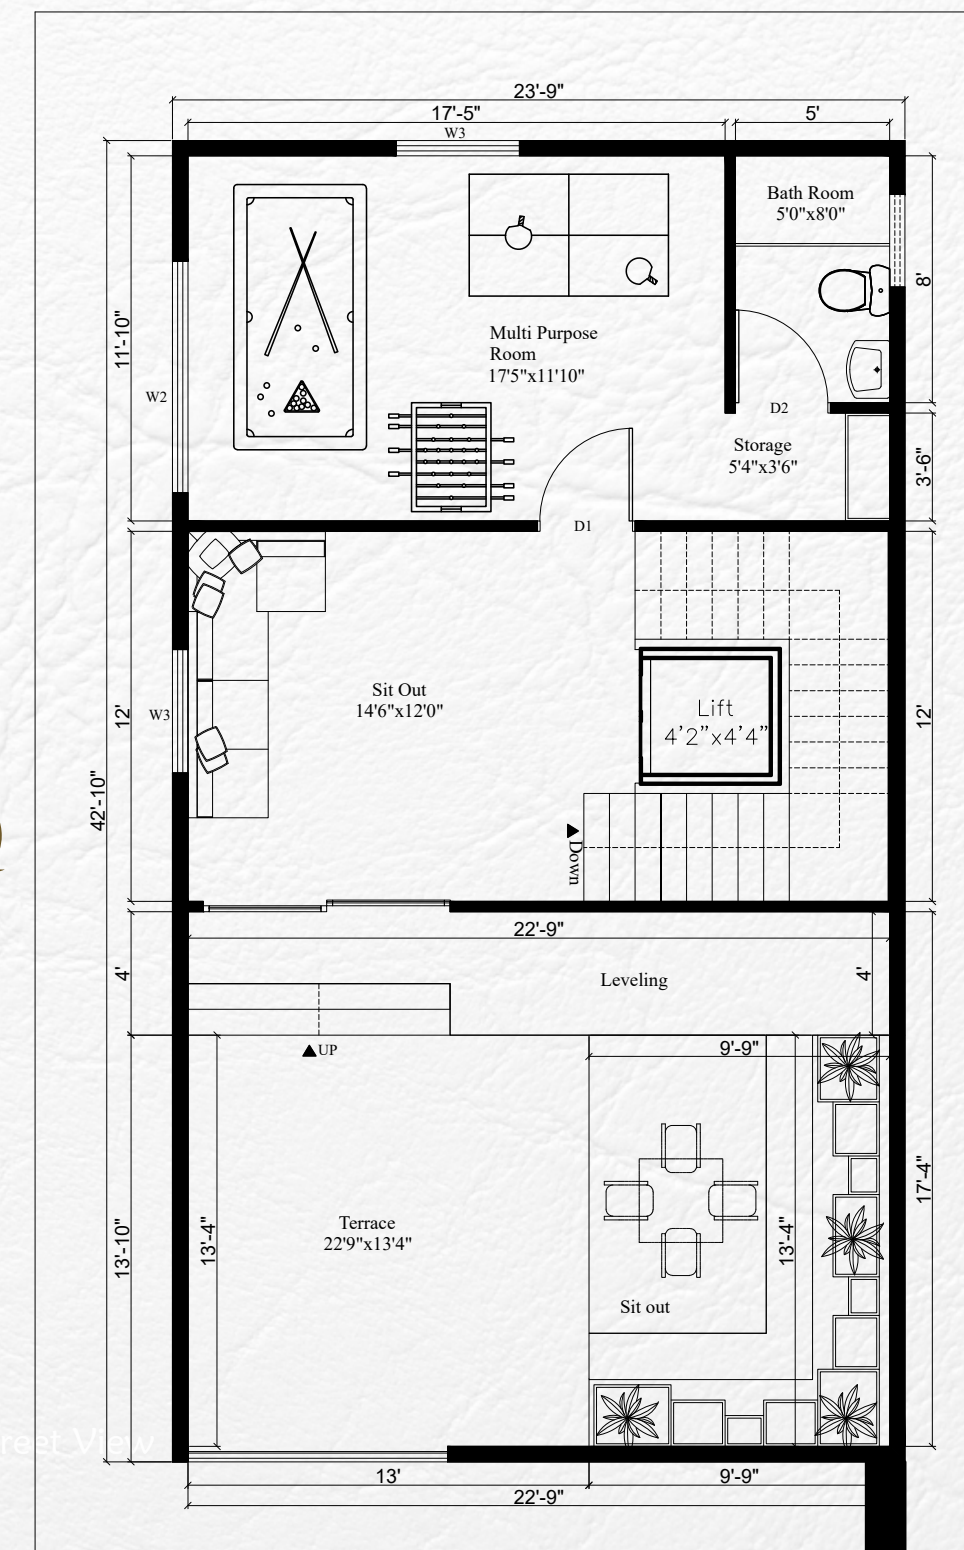 23'-9"
17'-5"
5'
W3
Bath Room
5'0"x8'0"
8'
11'-10"
Multi Purpose
Room
17'5"x11'10"
W2
D2
Storage
5'4"x3'6"
3'-6"
D1
Sit Out
14'6"x12'0"
Lift
4'2"x4'4"
W3
12'
12'
42'-10"
Down
22'-9"
4'
Leveling
4'
UP
9'-9"
17'-4"
13'-10"
13'-4"
Terrace
22'9"x13'4"
13'-4"
Sit out
reet View
13'
9'-9"
22'-9"